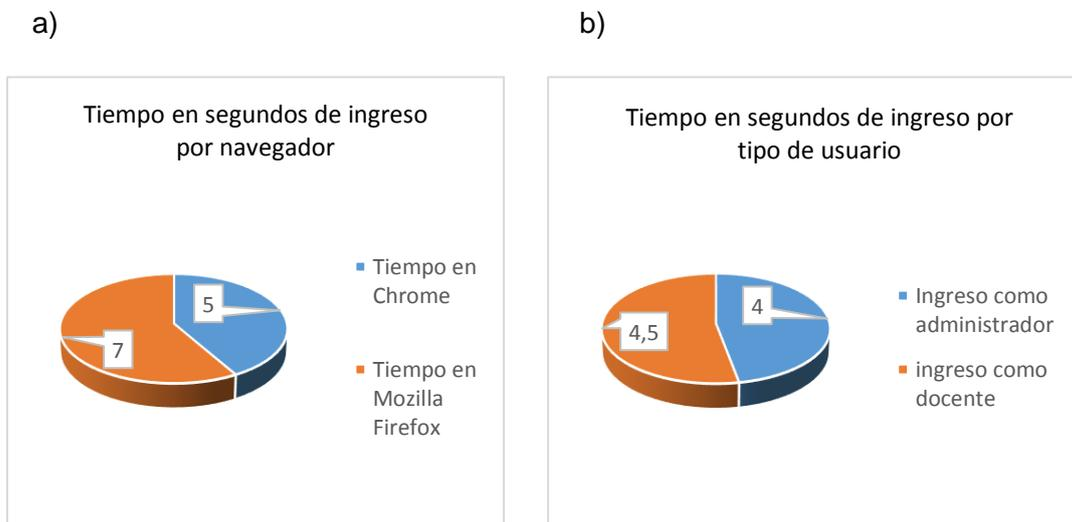 a)
b)
Tiempo en segundos de ingreso
por navegador
5
7
Tiempo en
Chrome
Tiempo en
Mozilla
Firefox
Tiempo en segundos de ingreso por
tipo de usuario
4
4,5
Ingreso como
administrador
ingreso como
docente